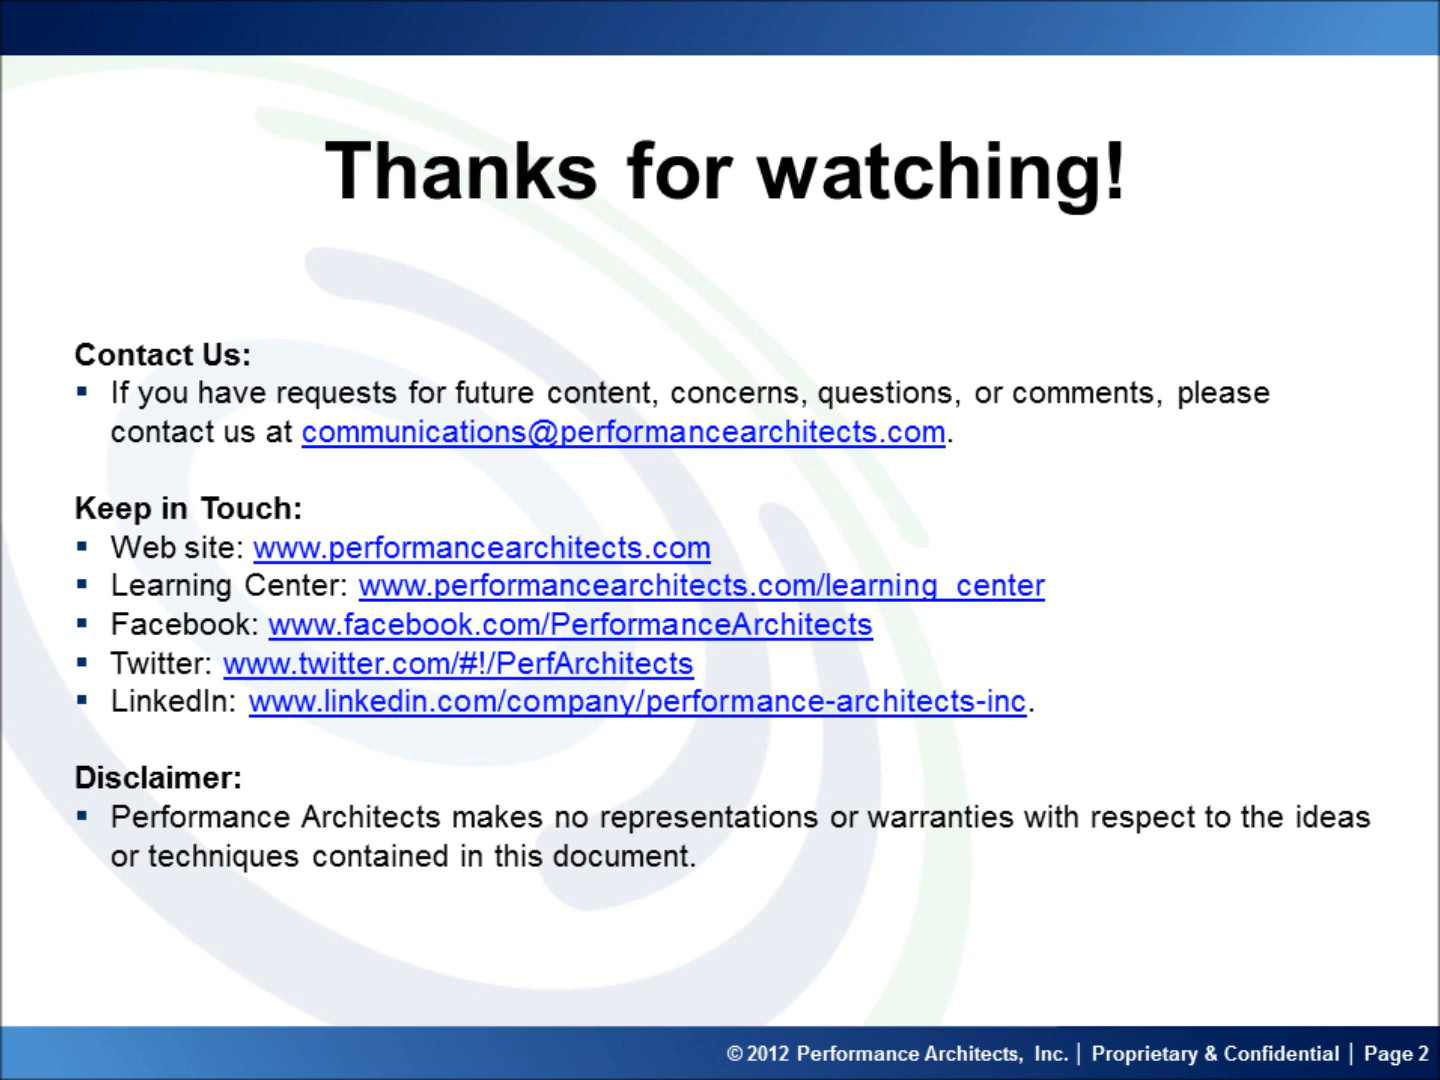 Thanks for watching!
Contact Us:
▪ If you have requests for future content, concerns, questions, or comments, please
contact us at communications@performancearchitects.com.
Keep in Touch:
▪ Web site: www.performancearchitects.com
▪ Learning Center: www.performancearchitects.com/learning_center
▪ Facebook: www.facebook.com/PerformanceArchitects
▪ Twitter: www.twitter.com/#!/PerfArchitects
▪ LinkedIn: www.linkedin.com/company/performance-architects-inc.
Disclaimer:
▪ Performance Architects makes no representations or warranties with respect to the ideas
or techniques contained in this document.
© 2012 Performance Architects, Inc. │ Proprietary & Confidential │ Page 2